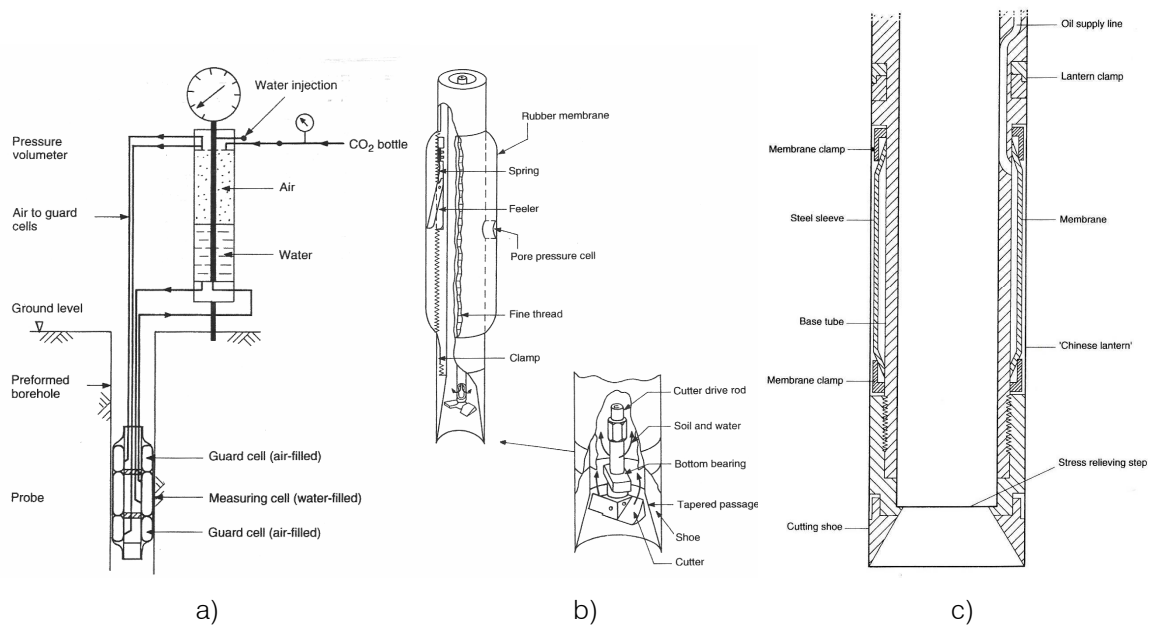 Water injection
Pressure
volumeter
CO2 bottle
Air
Air to guard
cells
Water
Ground level
Preformed
borehole
Guard cell (air-filled)
Probe
Measuring cell (water-filled)
Guard cell (air-filled)
a)
Rubber membrane
Spring
Feeler
Pore pressure cell
Fine thread
Clamp
Cutter drive rod
Soil and water
Bottom bearing
Tapered passage
Shoe
Cutter
b)
Oil supply line
Lantern clamp
Membrane clamp
Steel sleeve
Membrane
Base tube
'Chinese lantern'
Membrane clamp
Stress relieving step
Cutting shoe
c)